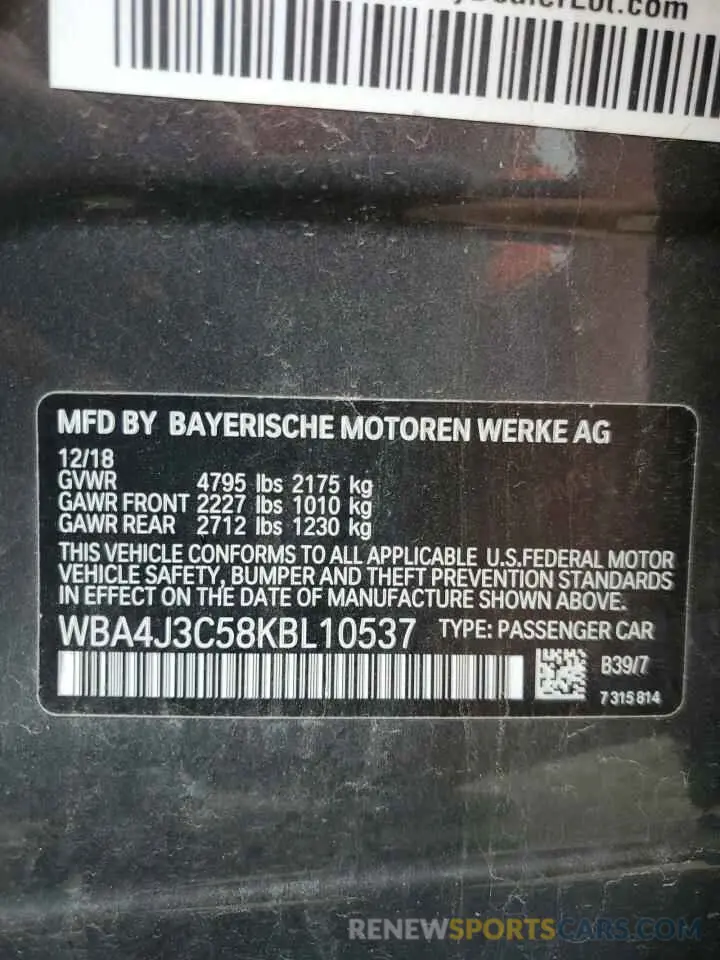 MFD BY BAYERISCHE MOTOREN WERKE AG
12/18
GVWR 4795 lbs 2175 kg
GAWR FRONT 2227 lbs 1010 kg
GAWR REAR 2712 lbs 1230 kg
THIS VEHICLE CONFORMS TO ALL APPLICABLE U.S.FEDERAL MOTOR
VEHICLE SAFETY, BUMPER AND THEFT PREVENTION STANDARDS
IN EFFECT ON THE DATE OF MANUFACTURE SHOWN ABOVE.
WBA4J3C58KBL10537 TYPE: PASSENGER CAR
B39/7
7 315 814
RENEWSPORTSCARS.COM